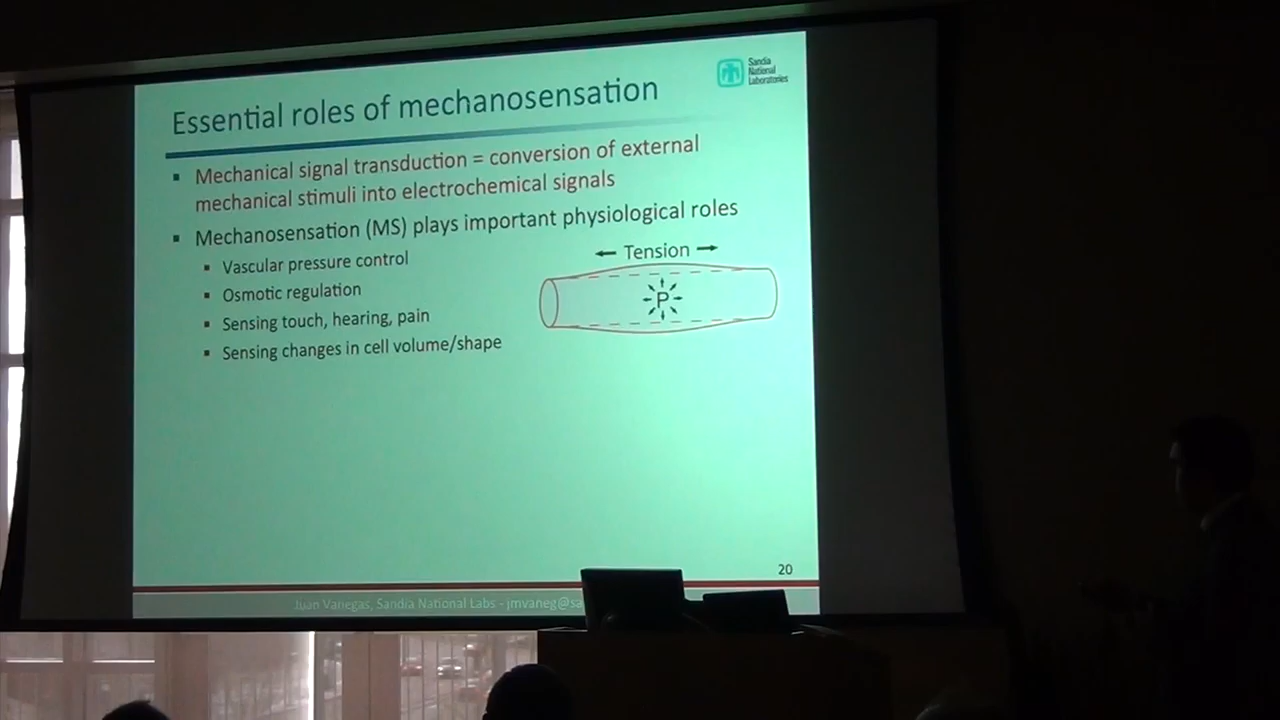 Sandia
National
Laboratories
Essential roles of mechanosensation
Mechanical signal transduction = conversion of external
mechanical stimuli into electrochemical signals
Mechanosensation (MS) plays important physiological roles
Vascular pressure control
Osmotic regulation
Sensing touch, hearing, pain
Sensing changes in cell volume/shape
Tension
P
20
Juan Vanegas, Sandia National Labs - jmvaneg@sa